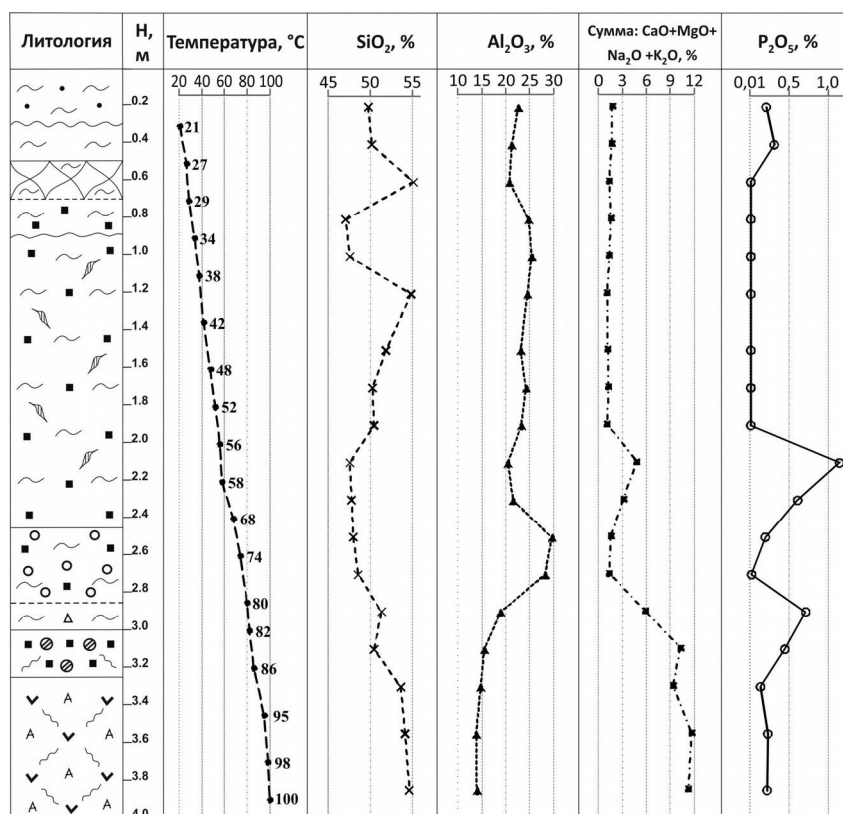 Литология
Н,
м
Температура, °C
SiO₂, %
Al₂O₃, %
Сумма: CaO+MgO+
Na₂O +K₂O, %
P₂O₅, %
20 40 60 80 100
45 50 55
10 15 20 25 30
0 3 6 9 12
0,01 0,5 1,0
0.2
21
0.4
27
0.6
29
0.8
34
1.0
38
1.2
42
1.4
48
1.6
52
1.8
56
2.0
58
2.2
68
2.4
74
2.6
80
2.8
82
3.0
86
3.2
95
3.4
98
3.6
100
3.8
4.0
A A A
A A
A A A